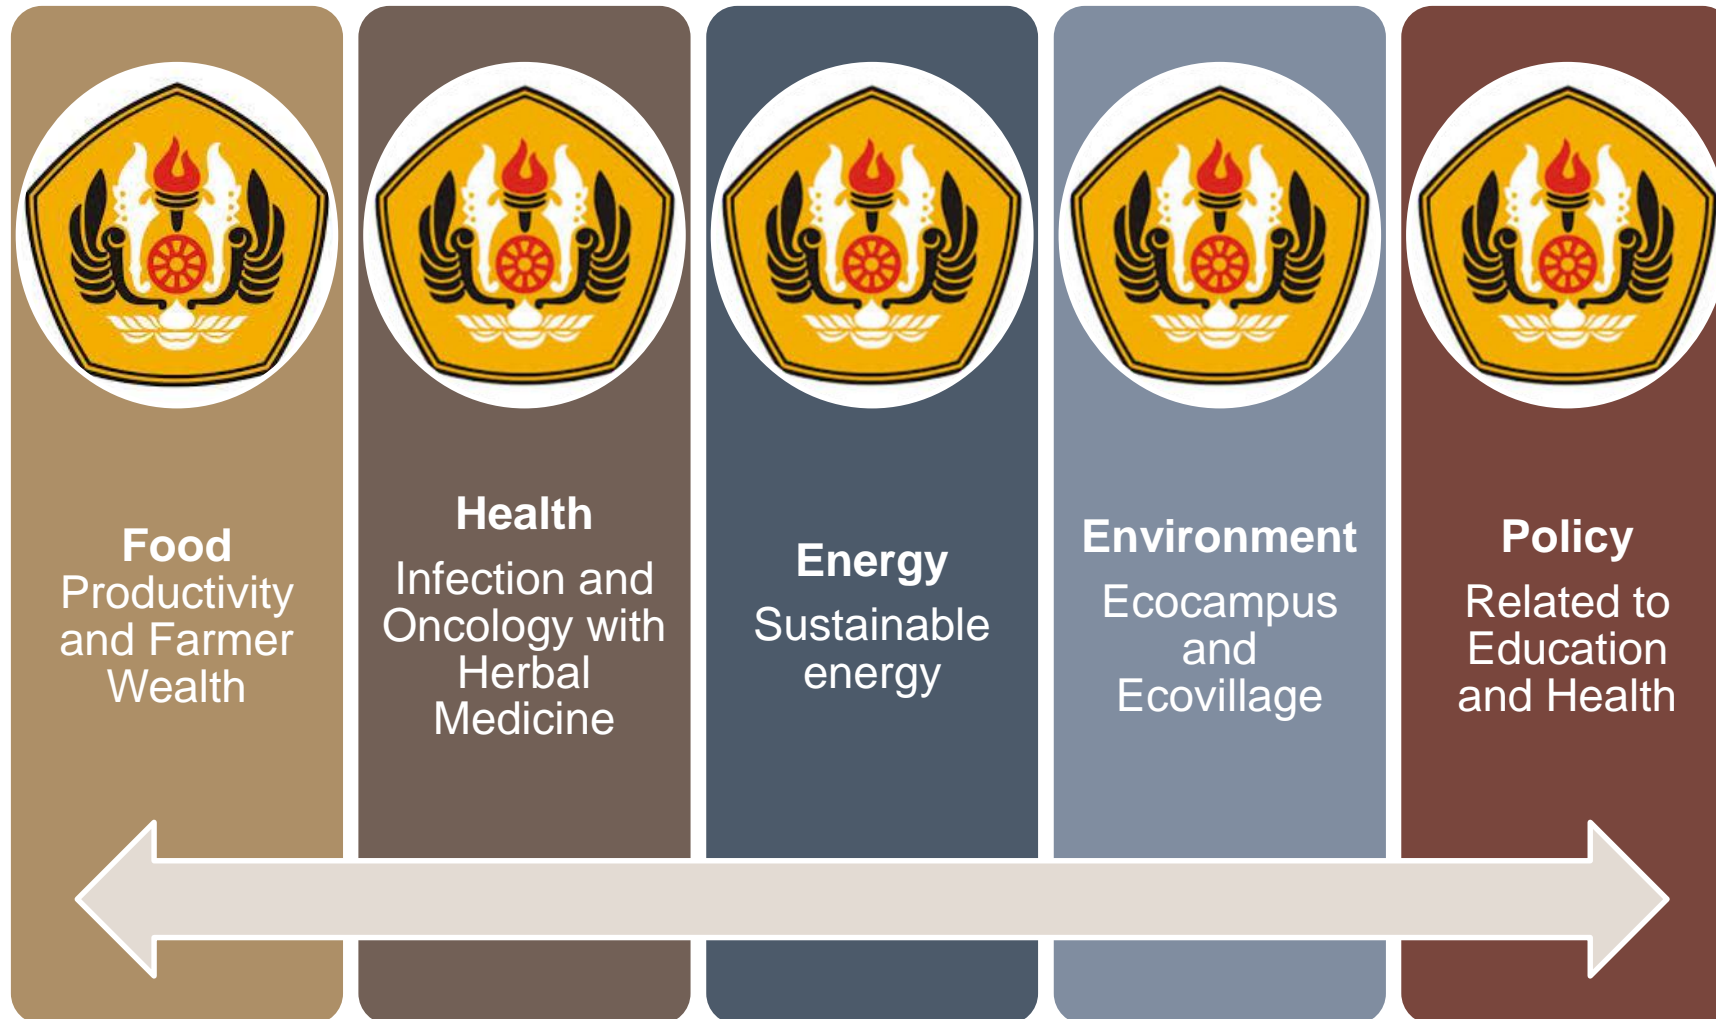 Food
Productivity
and Farmer
Wealth
Health
Infection and
Oncology with
Herbal
Medicine
Energy
Sustainable
energy
Environment
Ecocampus
and
Ecovillage
Policy
Related to
Education
and Health